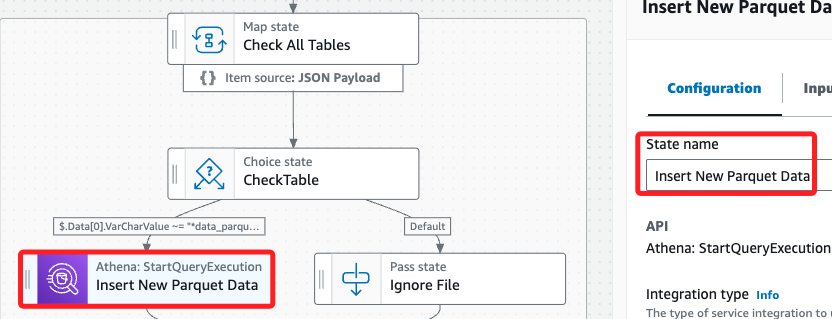 Map state
Check All Tables
{} Item source: JSON Payload
Choice state
CheckTable
$.Data[0].VarCharValue ~= "*data_parqu...
Default
Athena: StartQueryExecution
Insert New Parquet Data
Pass state
Ignore File
Insert New Parquet Da
Configuration
Inpu
State name
Insert New Parquet Data
API
Athena: StartQueryExecution
Integration type Info
The type of service integration to